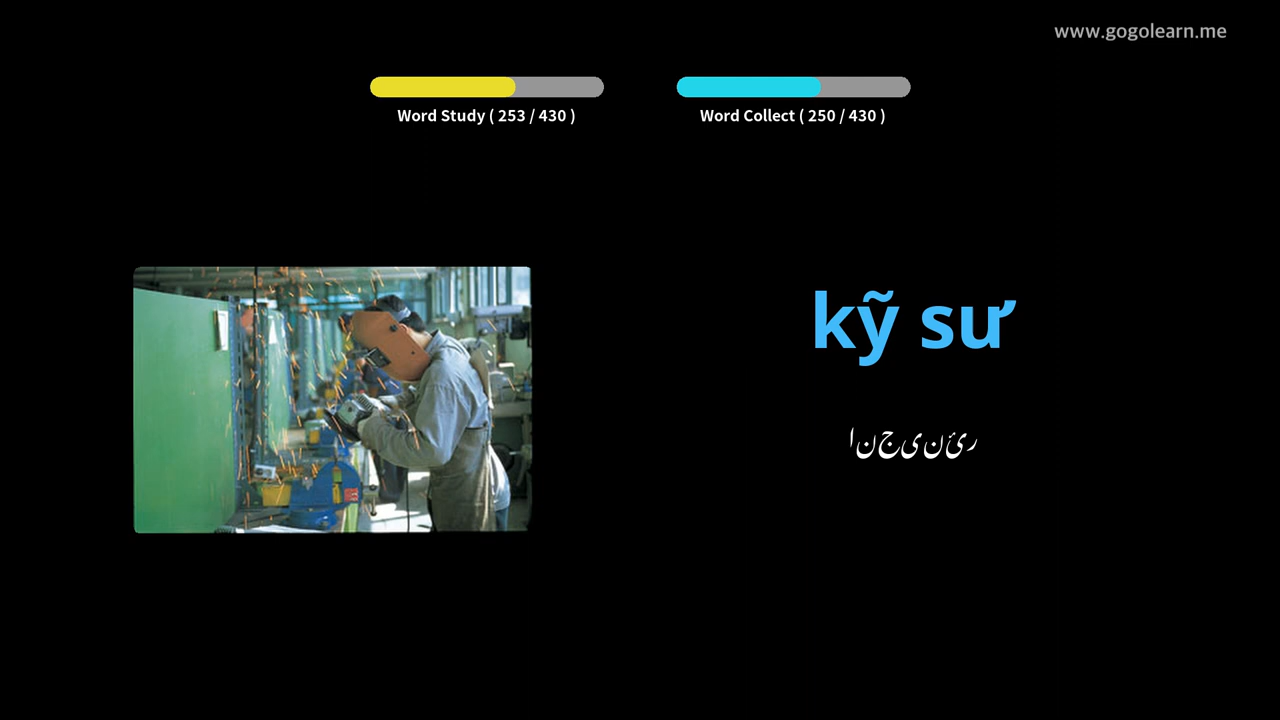 www.gogolearn.me
Word Study ( 253 / 430 )
Word Collect ( 250 / 430 )
kỹ sư
انجینئر